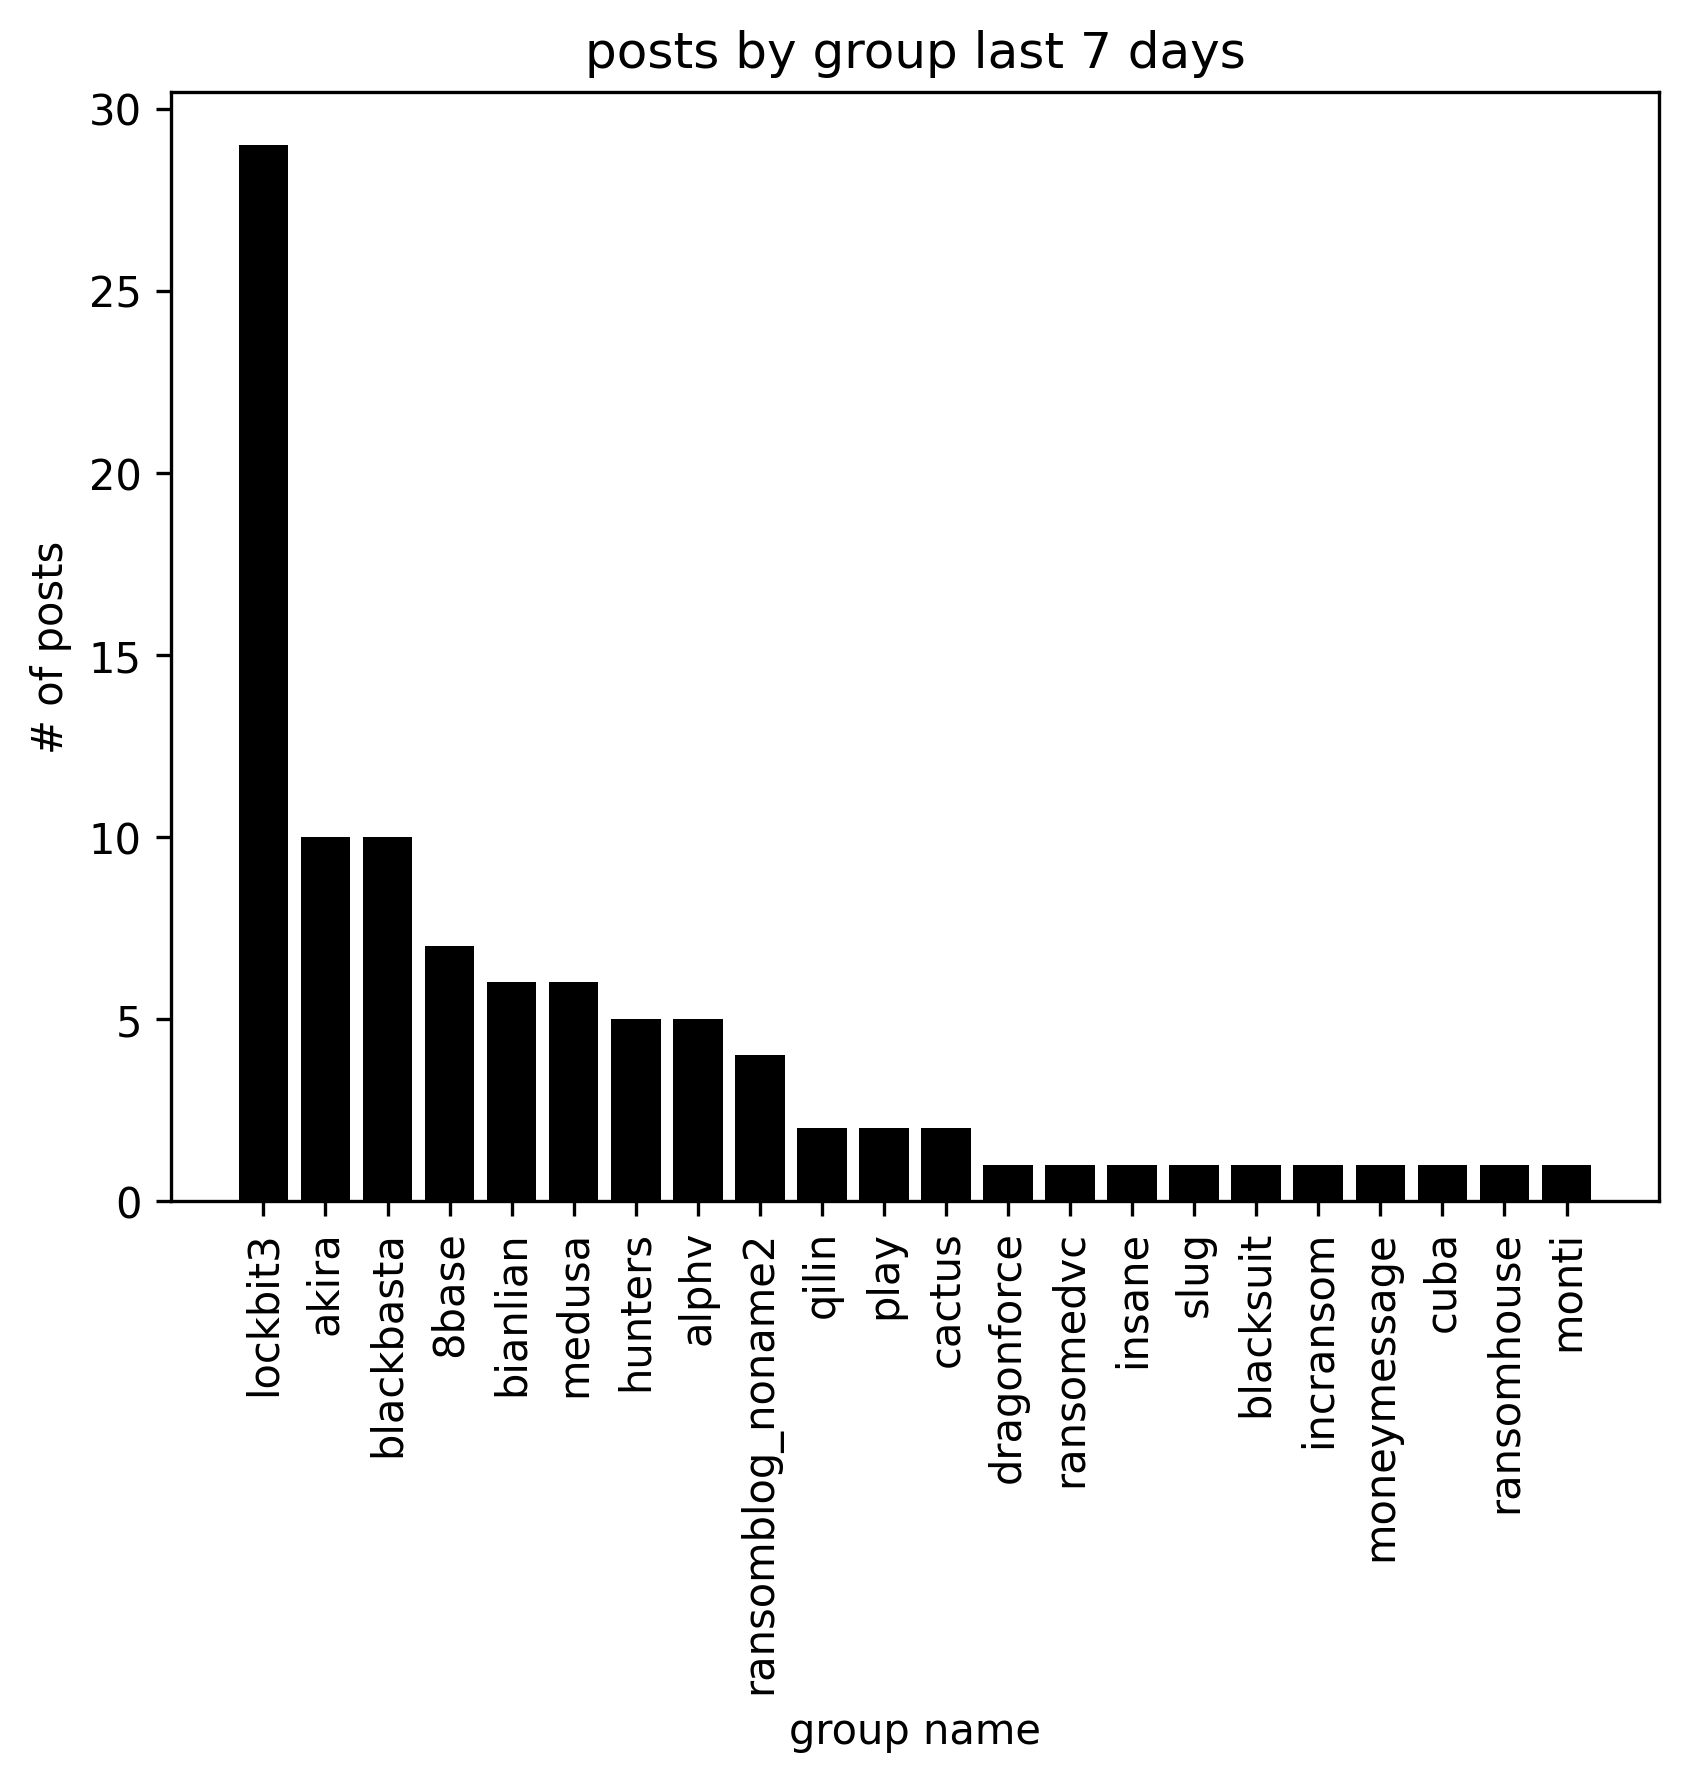 posts by group last 7 days
30
25
20
15
10
5
0
# of posts
lockbit3
akira
blackbasta
8base
bianlian
medusa
hunters
alphv
ransomblog_noname2
qilin
play
cactus
dragonforce
ransomedvc
insane
slug
blacksuit
incransom
moneymessage
cuba
ransomhouse
monti
group name